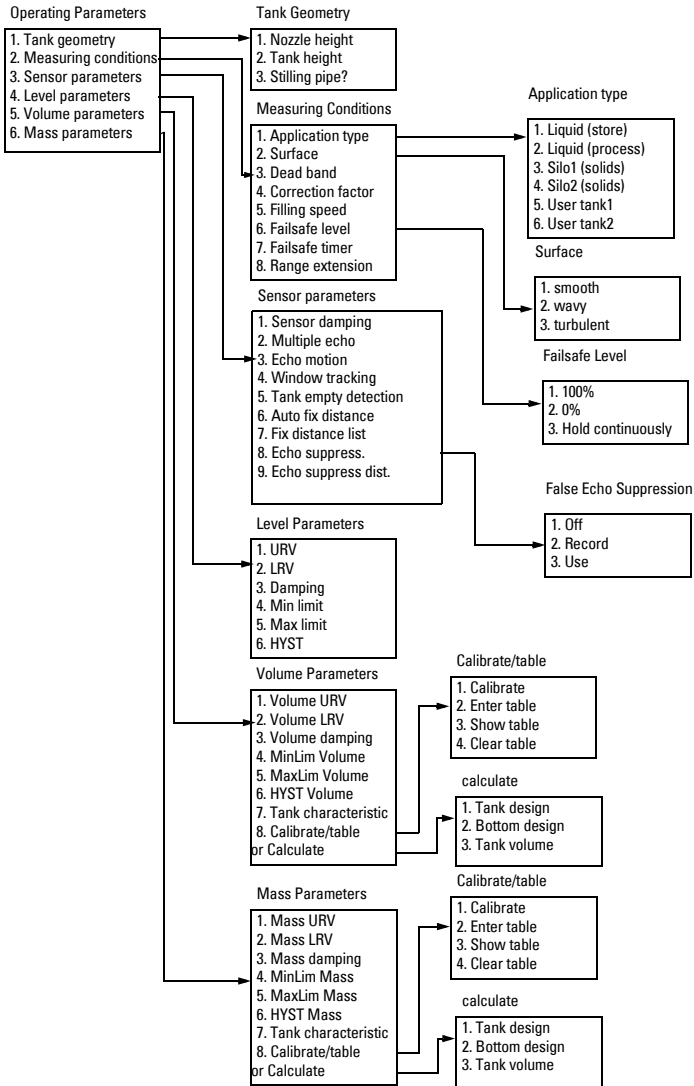 Operating Parameters
1. Tank geometry
2. Measuring conditions
3. Sensor parameters
4. Level parameters
5. Volume parameters
6. Mass parameters
Tank Geometry
1. Nozzle height
2. Tank height
3. Stilling pipe?
Measuring Conditions
1. Application type
2. Surface
3. Dead band
4. Correction factor
5. Filling speed
6. Failsafe level
7. Failsafe timer
8. Range extension
Application type
1. Liquid (store)
2. Liquid (process)
3. Silo1 (solids)
4. Silo2 (solids)
5. User tank1
6. User tank2
Surface
1. smooth
2. wavy
3. turbulent
Failsafe Level
1. 100%
2. 0%
3. Hold continuously
Sensor parameters
1. Sensor damping
2. Multiple echo
3. Echo motion
4. Window tracking
5. Tank empty detection
6. Auto fix distance
7. Fix distance list
8. Echo suppress.
9. Echo suppress dist.
False Echo Suppression
1. Off
2. Record
3. Use
Level Parameters
1. URV
2. LRV
3. Damping
4. Min limit
5. Max limit
6. HYST
Volume Parameters
1. Volume URV
2. Volume LRV
3. Volume damping
4. MinLim Volume
5. MaxLim Volume
6. HYST Volume
7. Tank characteristic
8. Calibrate/table
or Calculate
Calibrate/table
1. Calibrate
2. Enter table
3. Show table
4. Clear table
calculate
1. Tank design
2. Bottom design
3. Tank volume
Mass Parameters
1. Mass URV
2. Mass LRV
3. Mass damping
4. MinLim Mass
5. MaxLim Mass
6. HYST Mass
7. Tank characteristic
8. Calibrate/table
or Calculate
Calibrate/table
1. Calibrate
2. Enter table
3. Show table
4. Clear table
calculate
1. Tank design
2. Bottom design
3. Tank volume